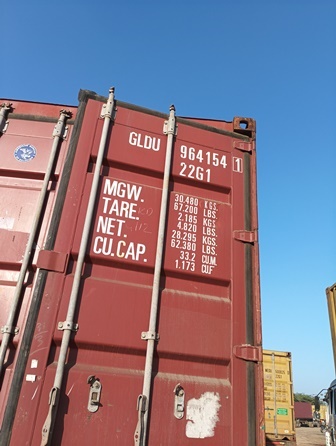 GLDU 964154 1
22G1
MGW. 30.480 KGS.
67.200 LBS.
TARE. 2.185 KGS.
4.820 LBS.
NET. 28.295 KGS.
62.380 LBS.
CU.CAP. 33.2 CU.M.
1.173 CU.F